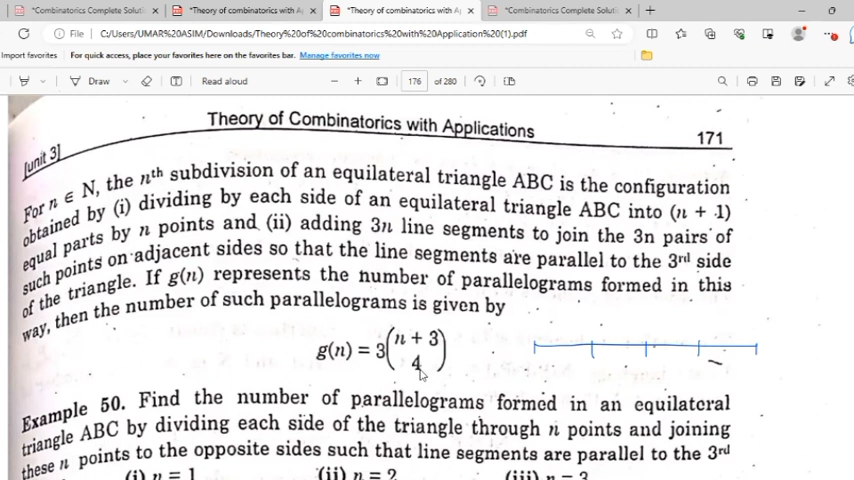 "Combinatorics Complete Soluti
"Theory of combinatorics with A
"Theory of combinatorics with A
"Combinatorics Complete Soluti
File
C:/Users/UMAR%20ASIM/Downloads/Theory%20of%20combinatorics%20with%20Application%20(1).pdf
Import favorites
For quick access, place your favorites here on the favorites bar. Manage favorites now
Draw
Read aloud
176 of 280
Theory of Combinatorics with Applications
171
[unit 3]
For n ∈ N, the nth subdivision of an equilateral triangle ABC is the configuration
obtained by (i) dividing by each side of an equilateral triangle ABC into (n + 1)
equal parts by n points and (ii) adding 3n line segments to join the 3n pairs of
such points on adjacent sides so that the line segments are parallel to the 3rd side
of the triangle. If g(n) represents the number of parallelograms formed in this
way, then the number of such parallelograms is given by
g(n) = 3(n + 3
4)
Example 50. Find the number of parallelograms formed in an equilateral
triangle ABC by dividing each side of the triangle through n points and joining
these n points to the opposite sides such that line segments are parallel to the 3rd
(i) n = 1 (ii) n = 2 (iii) n = 3